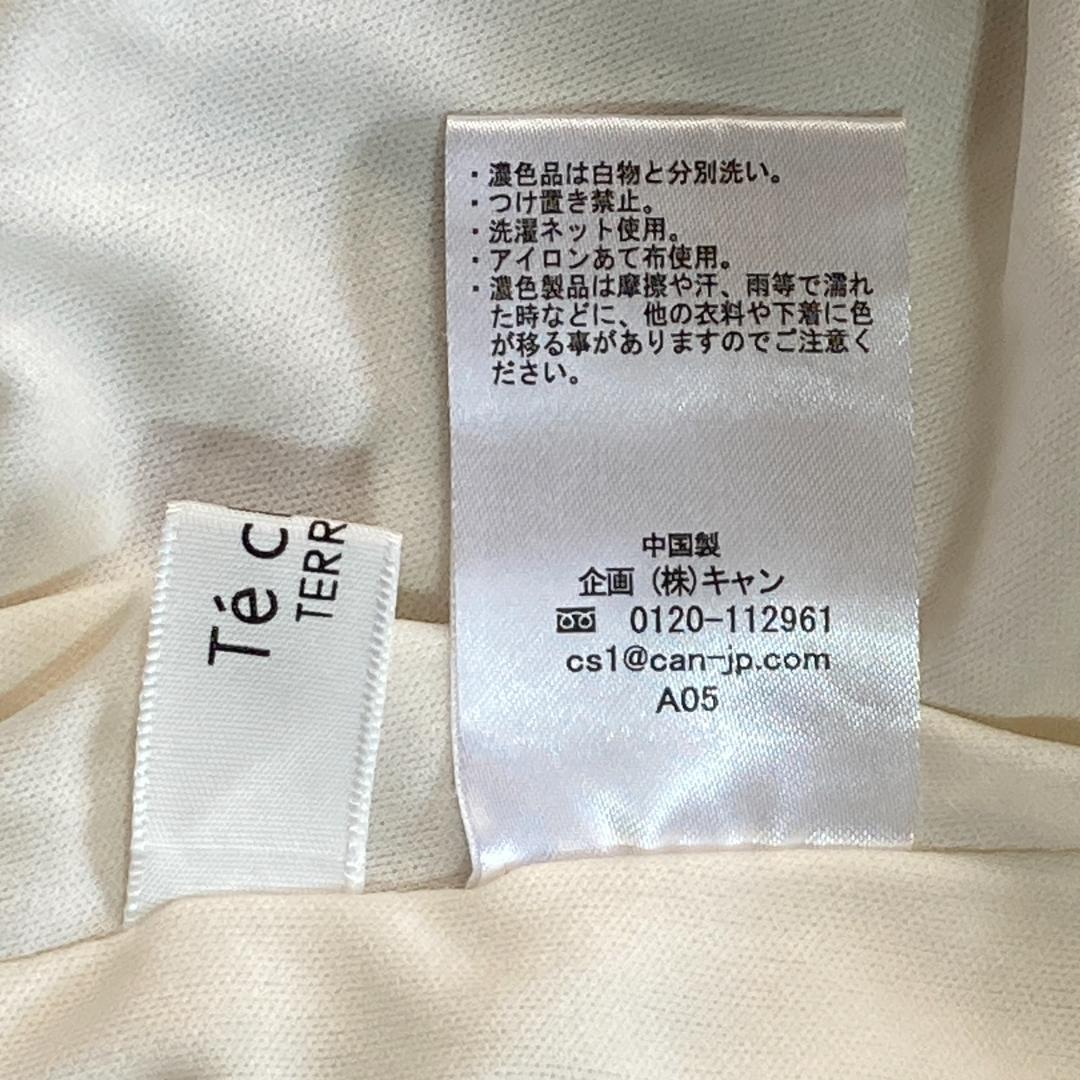 ・濃色品は白物と分別洗い。
・つけ置き禁止。
・洗濯ネット使用。
・アイロンあて布使用。
・濃色製品は摩擦や汗、雨等で濡れ
た時などに、他の衣料や下着に色
が移る事がありますのでご注意く
ださい。
中国製
企画 (株)キャン
0120-112961
cs1@can-jp.com
A05
Té c
TERR